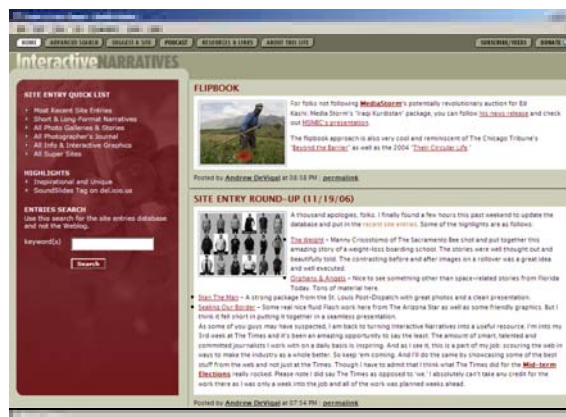 HOME ADVANCED SEARCH SUGGEST A SITE PODCAST RESOURCES & LINKS ABOUT THIS SITE SUBSCRIBE/FEEDS DONATE
InteractiveNARRATIVES
SITE ENTRY QUICK LIST
Most Recent Site Entries
Short & Long-Format Narratives
All Photo Galleries & Stories
All Photographer's Journal
All Info & Interactive Graphics
All Super Sites
HIGHLIGHTS
Inspirational and Unique
SoundSlides Tag on del.icio.us
ENTRIES SEARCH
Use this search for the site entries database
and not the Weblog.
keyword(s)
Search
FLIPBOOK
For folks not following MediaStorm's potentially revolutionary auction for Ed
Kashi: Media Storm's 'Iraqi Kurdistan' package, you can follow his news release and check
out MSNBC's presentation.
The flipbook approach is also very cool and reminiscent of The Chicago Tribune's
"Beyond the Barrier" as well as the 2004 "Their Circular Life."
Posted by Andrew DeVigal at 08:58 PM | permalink
SITE ENTRY ROUND-UP (11/19/06)
A thousand apologies, folks. I finally found a few hours this past weekend to update the
database and put in the recent site entries. Some of the highlights are as follows:
The Weight - Manny Crisostomo of The Sacramento Bee shot and put together this
amazing story of a weight-loss boarding school. The stories were well thought out and
beautifully told. The contrasting before and after images on a rollover was a great idea
and well executed.
Orphans & Angels - Nice to see something other than space-related stories from Florida
Today. Tons of material here.
Stan The Man - A strong package from the St. Louis Post-Dispatch with great photos and a clean presentation.
Sealing Our Border - Some real nice Fluid Flash work here from The Arizona Star as well as some friendly graphics. But I
think it fell short in putting it together in a seamless presentation.
As some of you guys may have suspected, I am back to turning Interactive Narratives into a useful resource. I'm into my
3rd week at The Times and it's been an amazing opportunity to say the least. The amount of smart, talented and
committed journalists I work with on a daily basis is inspiring. And as I see it, this is a part of my job: scouring the web in
ways to make the industry as a whole better. So keep 'em coming. And I'll do the same by showcasing some of the best
stuff from the web and not just at the Times. Though I have to admit that I think what The Times did for the Mid-term
Elections really rocked. Please note I did say The Times as opposed to 'we.' I absolutely can't take any credit for the
work there as I was only a week into the job and all of the work was planned weeks ahead.
Posted by Andrew DeVigal at 07:54 PM | permalink